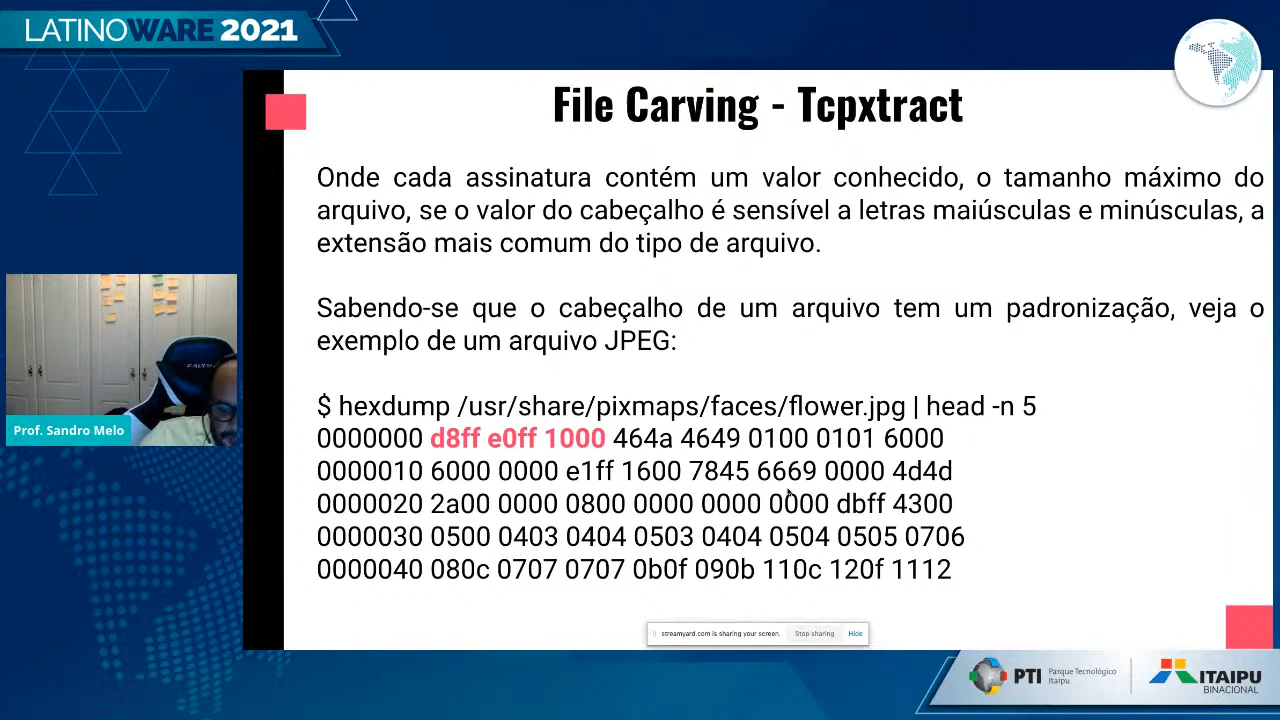 LATINOWARE 2021
File Carving - Tcpxtract
Onde cada assinatura contém um valor conhecido, o tamanho máximo do
arquivo, se o valor do cabeçalho é sensível a letras maiúsculas e minúsculas, a
extensão mais comum do tipo de arquivo.
Sabendo-se que o cabeçalho de um arquivo tem um padronização, veja o
exemplo de um arquivo JPEG:
$ hexdump /usr/share/pixmaps/faces/flower.jpg | head -n 5
0000000 d8ff e0ff 1000 464a 4649 0100 0101 6000
0000010 6000 0000 e1ff 1600 7845 6669 0000 4d4d
0000020 2a00 0000 0800 0000 0000 0000 dbff 4300
0000030 0500 0403 0404 0503 0404 0504 0505 0706
0000040 080c 0707 0707 0b0f 090b 110c 120f 1112
Prof. Sandro Melo
streamyard.com is sharing your screen. Stop sharing Hide
PTI Parque Tecnológico
Itaipu
ITAIPU
BINACIONAL